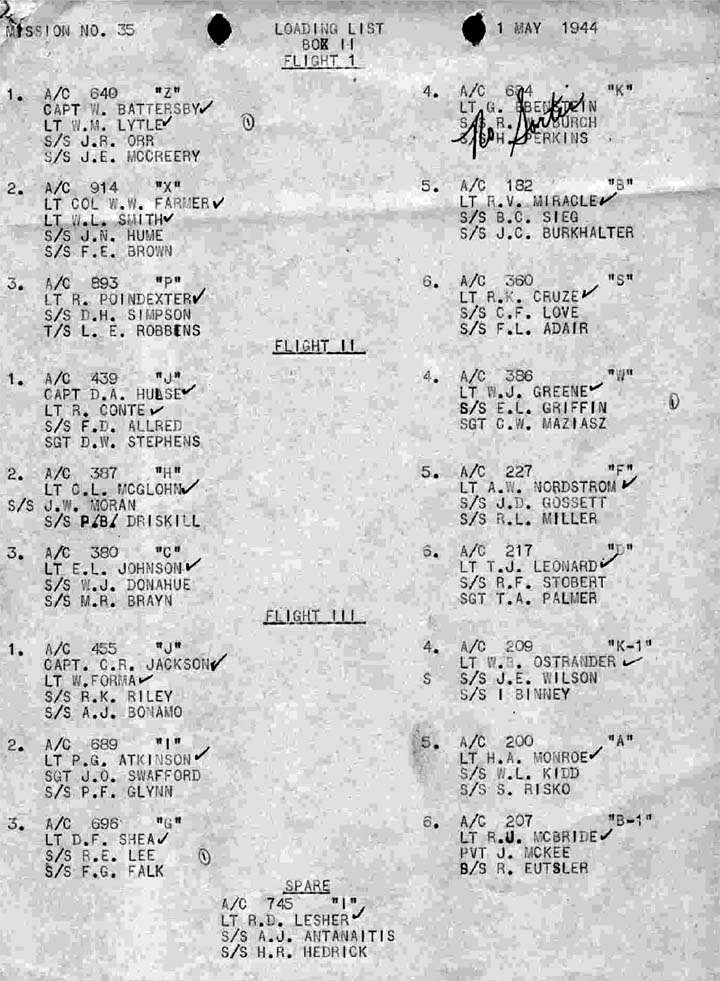 MISSION NO. 35
LOADING LIST
1 MAY 1944
BOX II
FLIGHT 1
1. A/C 640 "Z"
CAPT W. BATTERSBY✓
LT W.M. LYTLE✓
S/S J.R. ORR
S/S J.E. MCCREERY
2. A/C 914 "X"
LT COL W.W. FARMER✓
LT W.L. SMITH✓
S/S J.N. HUME
S/S F.E. BROWN
3. A/C 893 "P"
LT R. POINDEXTER✓
S/S D.H. SIMPSON
T/S L. E. ROBBINS
4. A/C "K"
LT G. EBENSTEIN
S/S R. BURCH
S/S H. PERKINS
No Sortie
5. A/C 182 "B"
LT R.V. MIRACLE✓
S/S B.C. SIEG
S/S J.C. BURKHALTER
6. A/C 360 "S"
LT R.K. CRUZE✓
S/S C.F. LOVE
S/S F.L. ADAIR
FLIGHT II
1. A/C 439 "J"
CAPT D.A. HULSE✓
LT R. CONTE✓
S/S F.D. ALLRED
SGT D.W. STEPHENS
2. A/C 387 "H"
LT C.L. MCGLOHN✓
S/S J.W. MORAN
S/S P/B/ DRISKILL
3. A/C 380 "C"
LT E.L. JOHNSON✓
S/S W.J. DONAHUE
S/S M.R. BRAYN
4. A/C 386 "W"
LT W.J. GREENE✓
S/S E.L. GRIFFIN
SGT C.W. MAZIASZ
5. A/C 227 "F"
LT A.W. NORDSTROM✓
S/S J.D. GOSSETT
S/S R.L. MILLER
6. A/C 217 "D"
LT T.J. LEONARD✓
S/S R.F. STOBERT
SGT T.A. PALMER
FLIGHT III
1. A/C 455 "J"
CAPT. C.R. JACKSON✓
LT W.FORMA✓
S/S R.K. RILEY
S/S A.J. BONAMO
2. A/C 689 "I"
LT P.G. ATKINSON✓
SGT J.O. SWAFFORD
S/S P.F. GLYNN
3. A/C 696 "G"
LT D.F. SHEA✓
S/S R.E. LEE
S/S F.G. FALK
4. A/C 209 "K-1"
LT W.B. OSTRANDER✓
S S/S J.E. WILSON
S/S I BINNEY
5. A/C 200 "A"
LT H.A. MONROE✓
S/S W.L. KIDD
S/S S. RISKO
6. A/C 207 "B-1"
LT R.U. MCBRIDE✓
PVT J. MCKEE
B/S R. EUTSLER
SPARE
A/C 745 "I"
LT R.D. LESHER✓
S/S A.J. ANTANAITIS
S/S H.R. HEDRICK